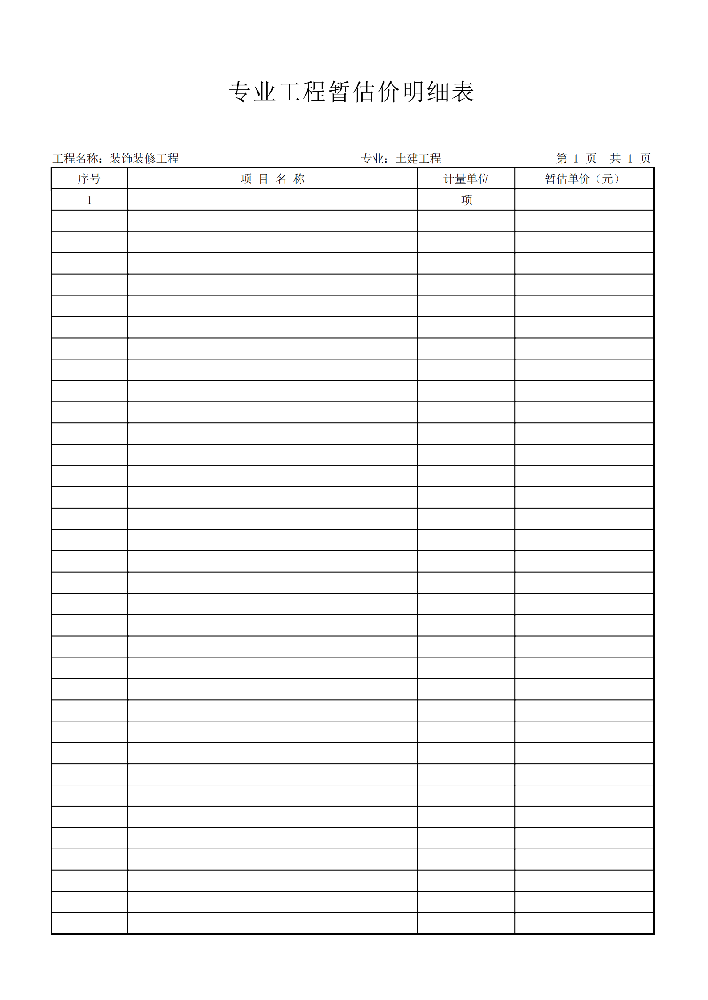 专业工程暂估价明细表
工程名称：装饰装修工程 专业：土建工程 第 1 页 共 1 页
序号 项 目 名 称 计量单位 暂估单价（元）
1 项